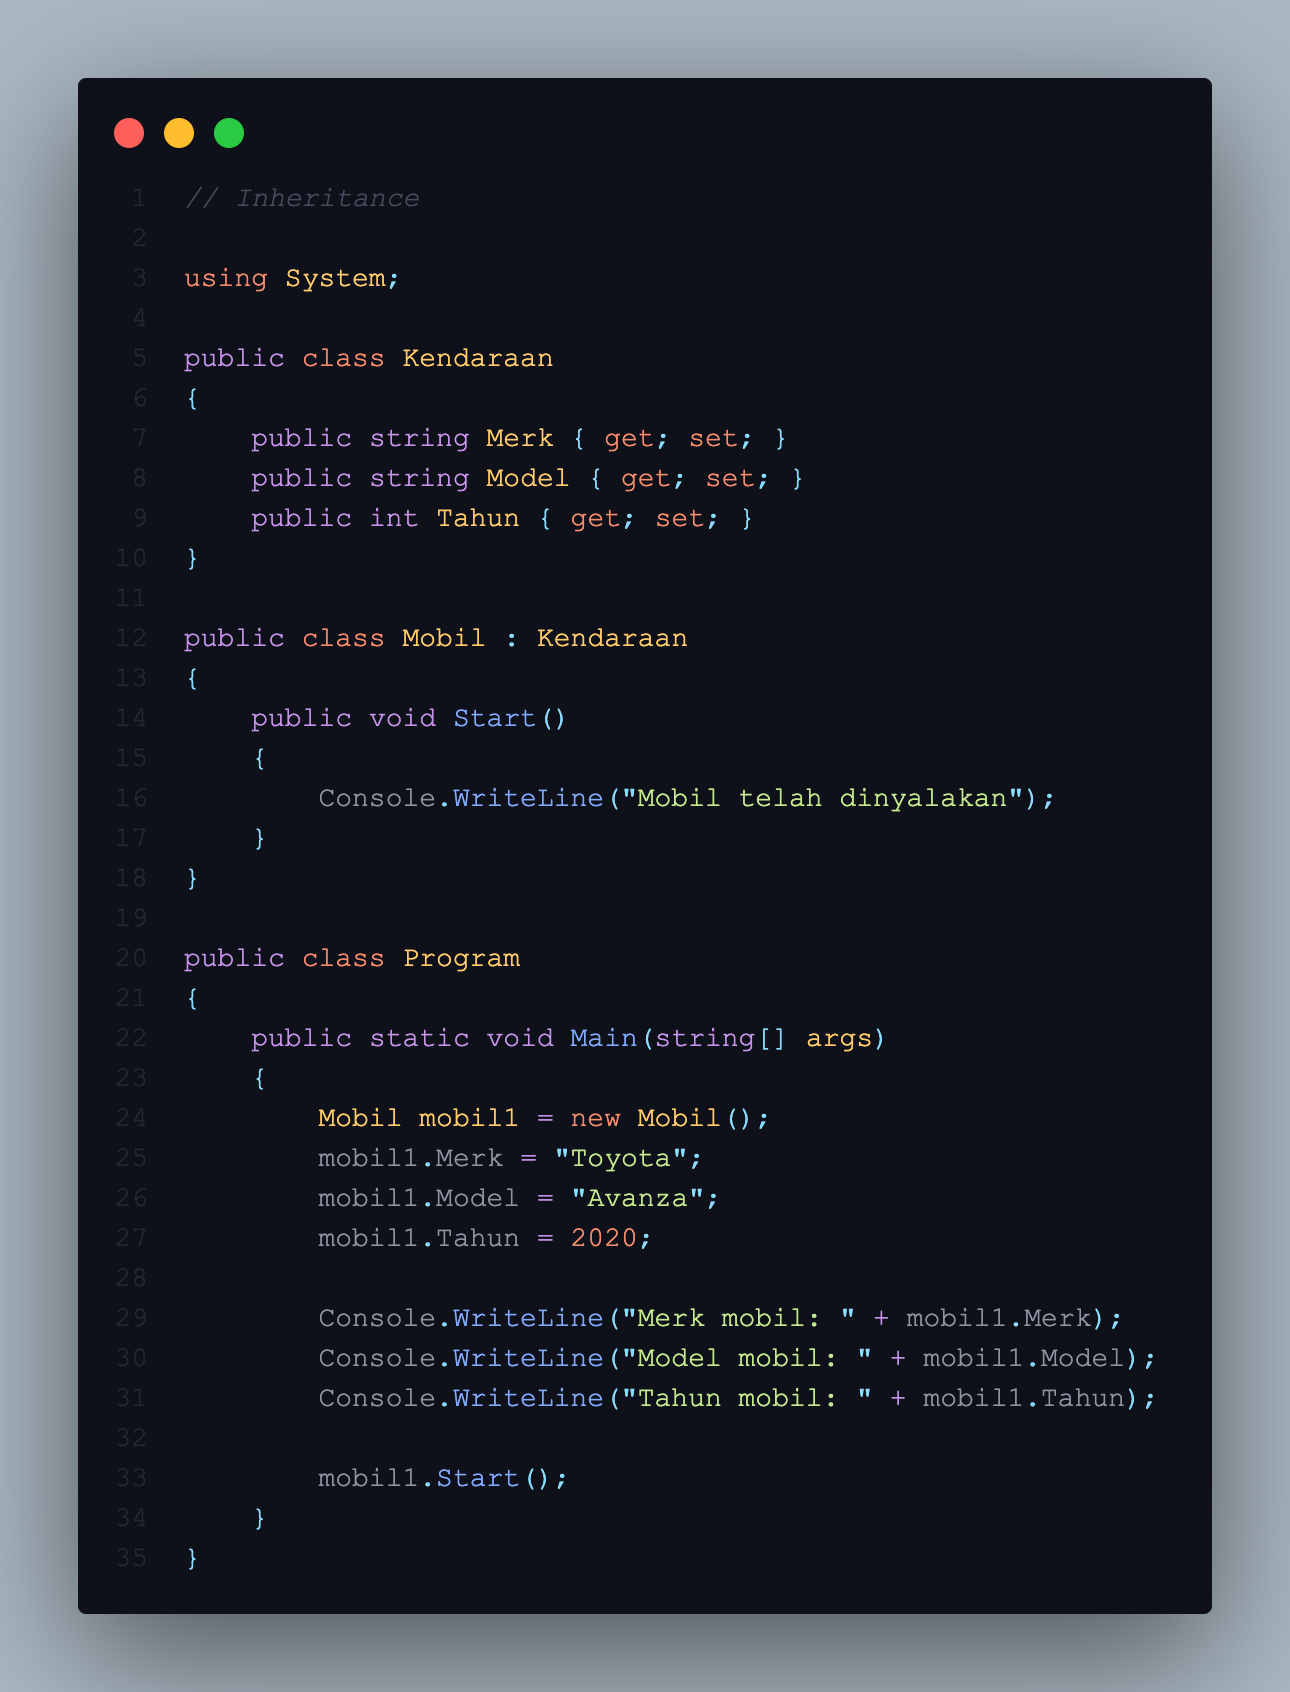 1 // Inheritance
2
3 using System;
4
5 public class Kendaraan
6 {
7     public string Merk { get; set; }
8     public string Model { get; set; }
9     public int Tahun { get; set; }
10 }
11
12 public class Mobil : Kendaraan
13 {
14     public void Start()
15     {
16         Console.WriteLine("Mobil telah dinyalakan");
17     }
18 }
19
20 public class Program
21 {
22     public static void Main(string[] args)
23     {
24         Mobil mobil1 = new Mobil();
25         mobil1.Merk = "Toyota";
26         mobil1.Model = "Avanza";
27         mobil1.Tahun = 2020;
28
29         Console.WriteLine("Merk mobil: " + mobil1.Merk);
30         Console.WriteLine("Model mobil: " + mobil1.Model);
31         Console.WriteLine("Tahun mobil: " + mobil1.Tahun);
32
33         mobil1.Start();
34     }
35 }